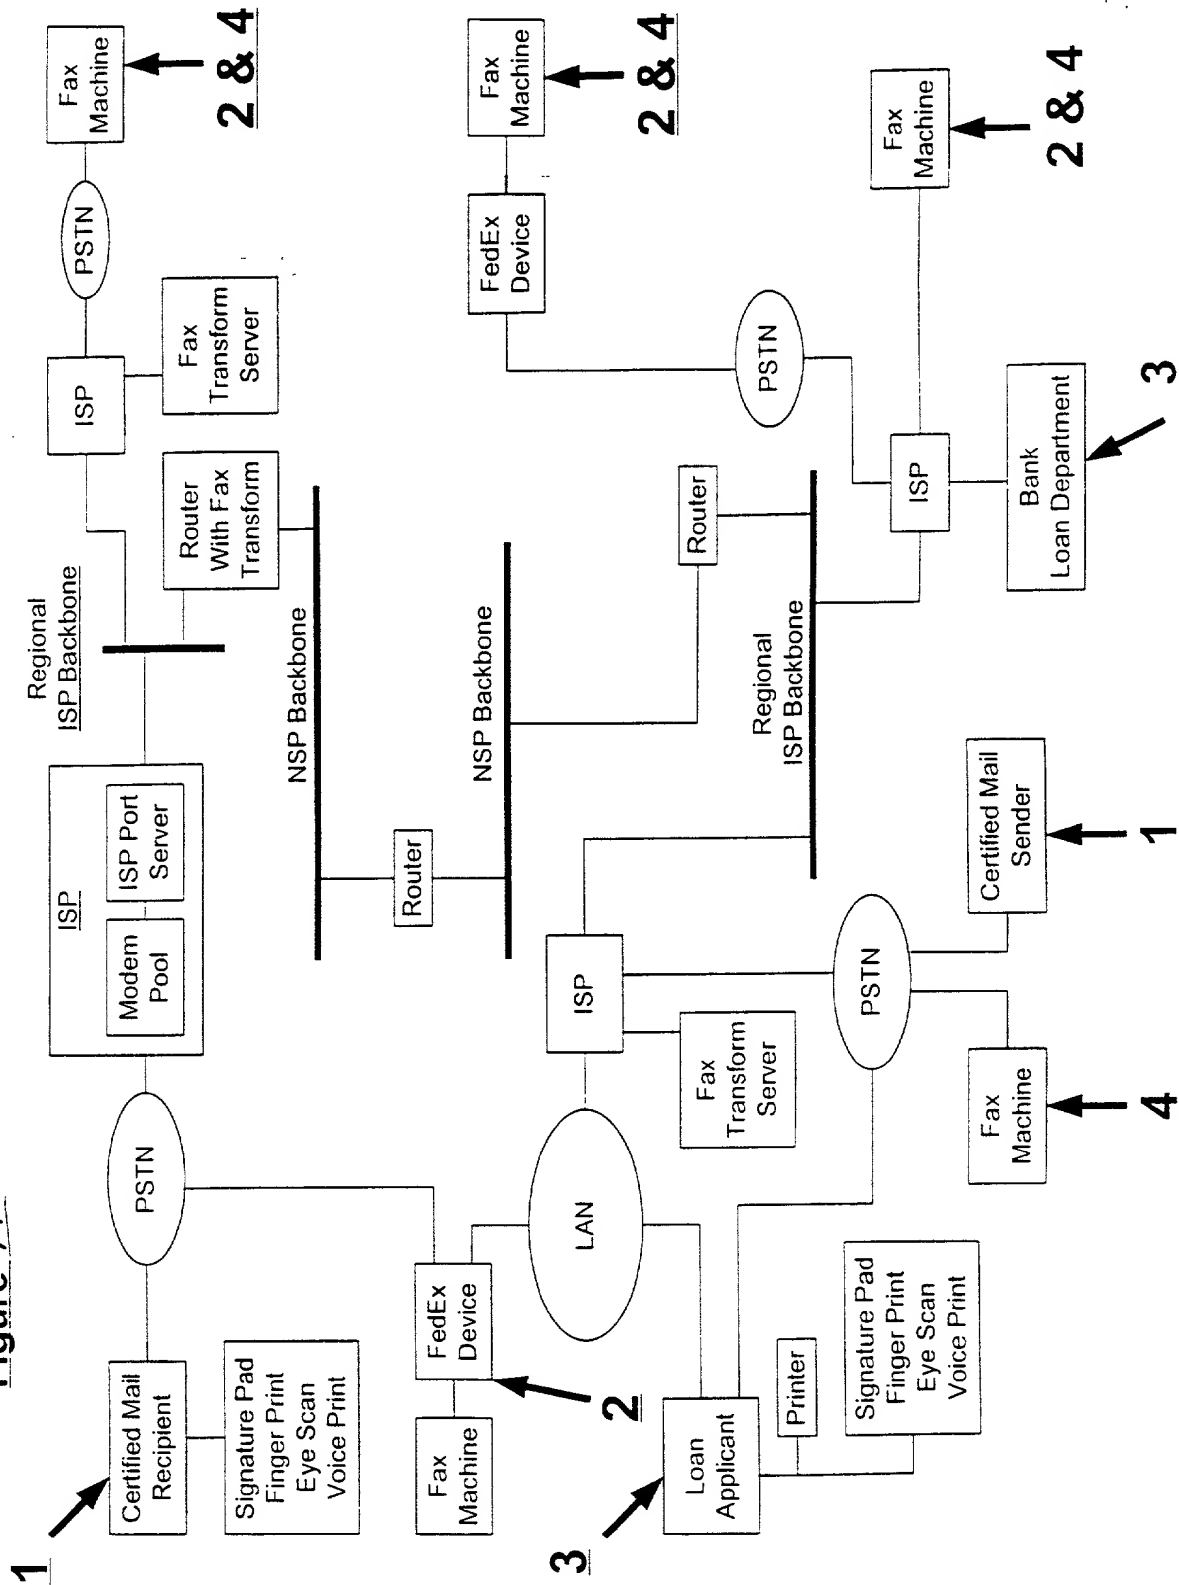 Figure
1
Certified Mail
Recipient
Signature Pad
Finger Print
Eye Scan
Voice Print
PSTN
ISP
Modem
Pool
ISP Port
Server
Regional
ISP Backbone
ISP
PSTN
Fax
Machine
2 & 4
Router
With Fax
Transform
Fax
Transform
Server
NSP Backbone
Router
NSP Backbone
Fax
Machine
FedEx
Device
2
LAN
ISP
Fax
Transform
Server
FedEx
Device
Fax
Machine
2 & 4
Router
PSTN
Regional
ISP Backbone
3
Loan
Applicant
Printer
Signature Pad
Finger Print
Eye Scan
Voice Print
PSTN
Fax
Machine
4
Certified Mail
Sender
1
ISP
Fax
Machine
2 & 4
Bank
Loan Department
3